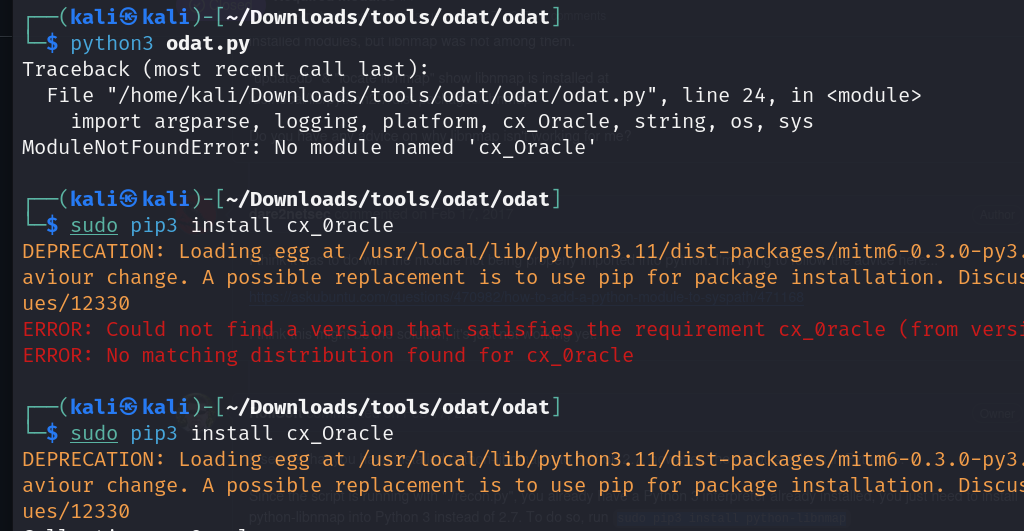 ┌──(kali㉿kali)-[~/Downloads/tools/odat/odat]
└─$ python3 odat.py
Traceback (most recent call last):
  File "/home/kali/Downloads/tools/odat/odat/odat.py", line 24, in <module>
    import argparse, logging, platform, cx_Oracle, string, os, sys
ModuleNotFoundError: No module named 'cx_Oracle'

┌──(kali㉿kali)-[~/Downloads/tools/odat/odat]
└─$ sudo pip3 install cx_0racle
DEPRECATION: Loading egg at /usr/local/lib/python3.11/dist-packages/mitm6-0.3.0-py3.
aviour change. A possible replacement is to use pip for package installation. Discus
ues/12330
ERROR: Could not find a version that satisfies the requirement cx_0racle (from versi
ERROR: No matching distribution found for cx_0racle

┌──(kali㉿kali)-[~/Downloads/tools/odat/odat]
└─$ sudo pip3 install cx_Oracle
DEPRECATION: Loading egg at /usr/local/lib/python3.11/dist-packages/mitm6-0.3.0-py3.
aviour change. A possible replacement is to use pip for package installation. Discus
ues/12330